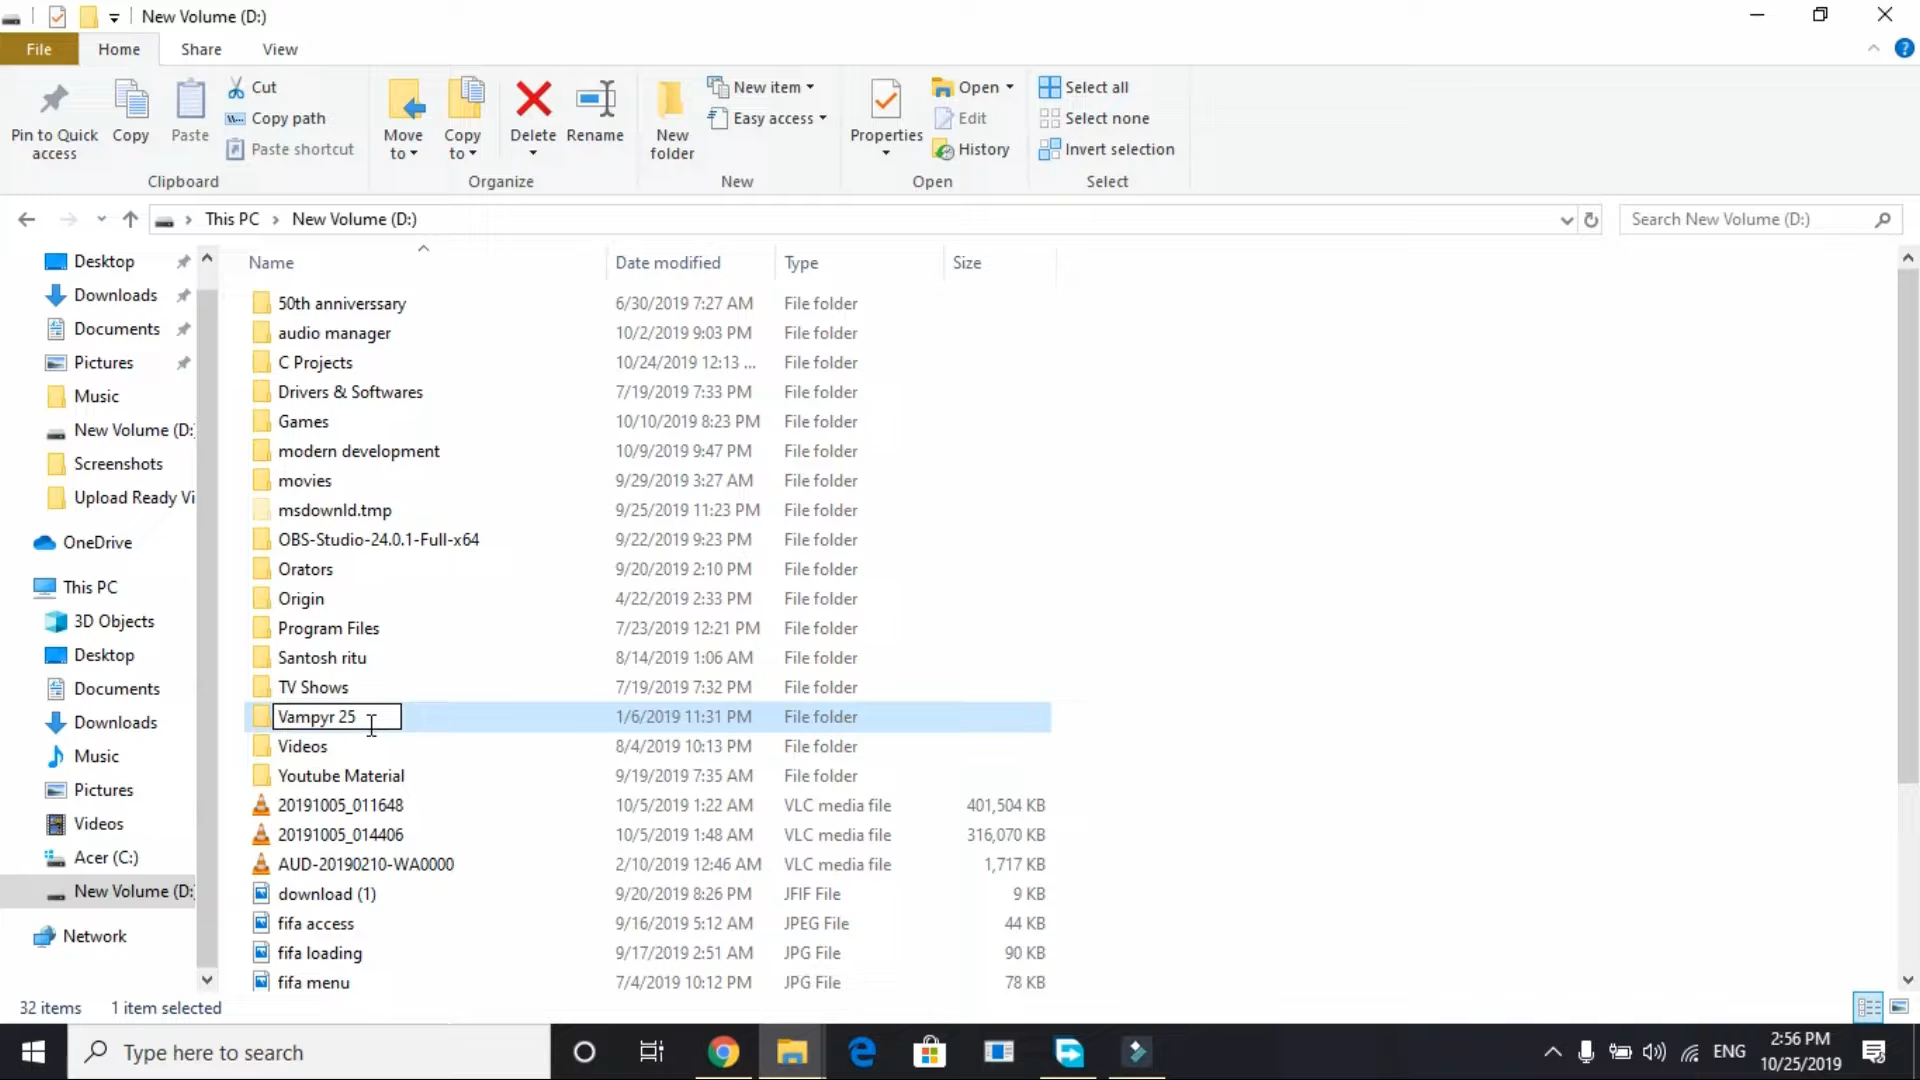 New Volume (D:)
File Home Share View
Pin to Quick access
Copy
Paste
Cut
Copy path
Paste shortcut
Clipboard
Move to
Copy to
Delete
Rename
Organize
New folder
New item
Easy access
New
Properties
Open
Edit
History
Open
Select all
Select none
Invert selection
Select
This PC > New Volume (D:)
Search New Volume (D:)
Desktop
Downloads
Documents
Pictures
Music
New Volume (D:
Screenshots
Upload Ready Vi
OneDrive
This PC
3D Objects
Desktop
Documents
Downloads
Music
Pictures
Videos
Acer (C:)
New Volume (D:
Network
Name Date modified Type Size
50th anniverssary 6/30/2019 7:27 AM File folder
audio manager 10/2/2019 9:03 PM File folder
C Projects 10/24/2019 12:13 ... File folder
Drivers & Softwares 7/19/2019 7:33 PM File folder
Games 10/10/2019 8:23 PM File folder
modern development 10/9/2019 9:47 PM File folder
movies 9/29/2019 3:27 AM File folder
msdownld.tmp 9/25/2019 11:23 PM File folder
OBS-Studio-24.0.1-Full-x64 9/22/2019 9:23 PM File folder
Orators 9/20/2019 2:10 PM File folder
Origin 4/22/2019 2:33 PM File folder
Program Files 7/23/2019 12:21 PM File folder
Santosh ritu 8/14/2019 1:06 AM File folder
TV Shows 7/19/2019 7:32 PM File folder
Vampyr 25 1/6/2019 11:31 PM File folder
Videos 8/4/2019 10:13 PM File folder
Youtube Material 9/19/2019 7:35 AM File folder
20191005_011648 10/5/2019 1:22 AM VLC media file 401,504 KB
20191005_014406 10/5/2019 1:48 AM VLC media file 316,070 KB
AUD-20190210-WA0000 2/10/2019 12:46 AM VLC media file 1,717 KB
download (1) 9/20/2019 8:26 PM JFIF File 9 KB
fifa access 9/16/2019 5:12 AM JPEG File 44 KB
fifa loading 9/17/2019 2:51 AM JPG File 90 KB
fifa menu 7/4/2019 10:12 PM JPG File 78 KB
32 items 1 item selected
Type here to search
ENG
2:56 PM
10/25/2019